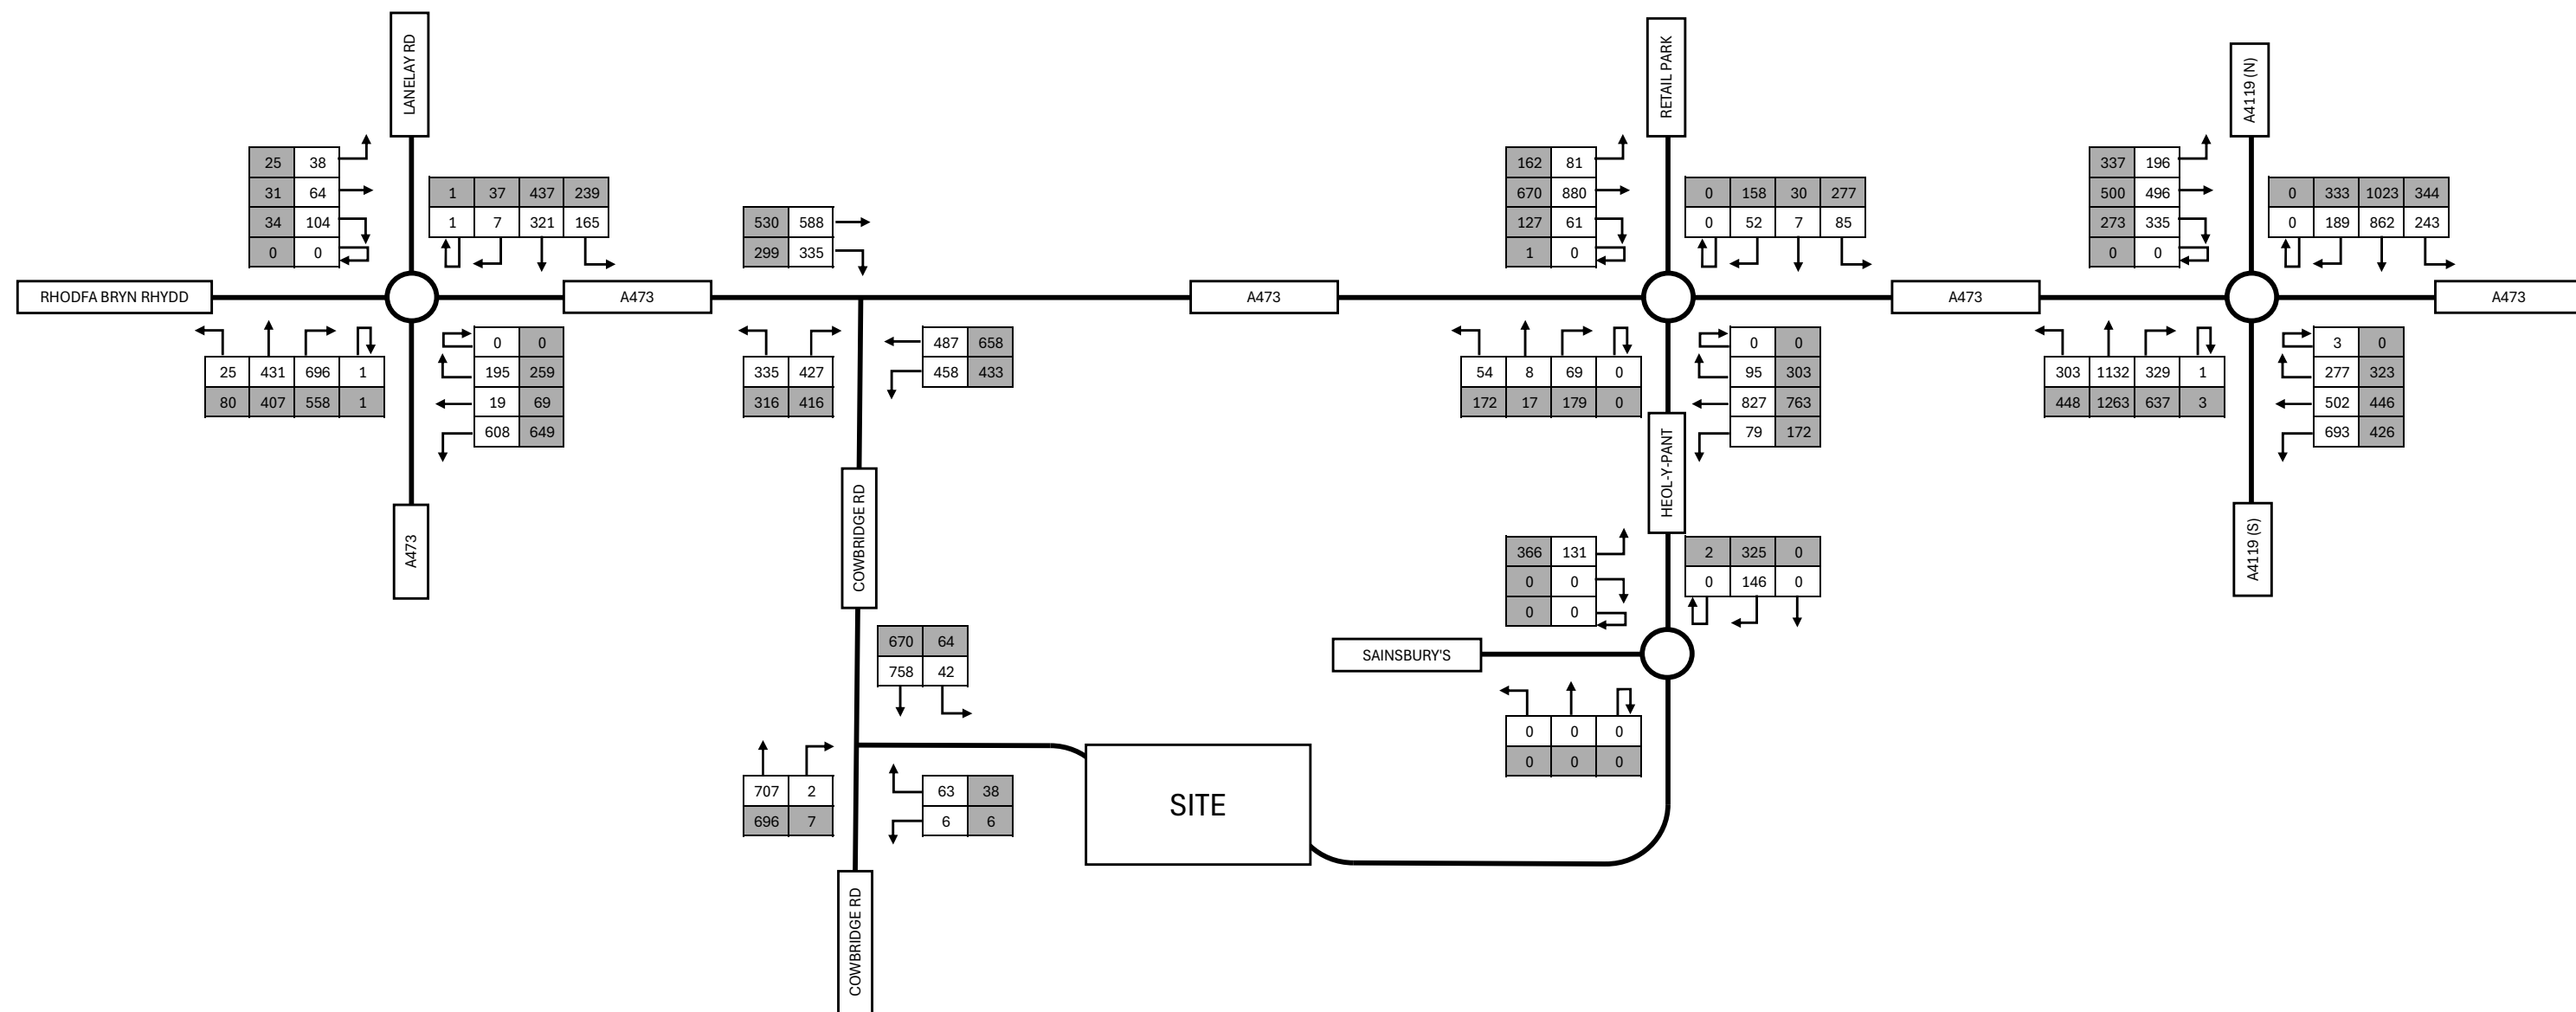 LANELAY RD
RETAIL PARK
A4119 (N)
25 38
31 64
34 104
0 0
1 37 437 239
1 7 321 165
530 588
299 335
162 81
670 880
127 61
1 0
0 158 30 277
0 52 7 85
337 196
500 496
273 335
0 0
0 333 1023 344
0 189 862 243
RHODFA BRYN RHYDD
A473
A473
A473
A473
25 431 696 1
80 407 558 1
0 0
195 259
19 69
608 649
335 427
316 416
487 658
458 433
54 8 69 0
172 17 179 0
0 0
95 303
827 763
79 172
303 1132 329 1
448 1263 637 3
3 0
277 323
502 446
693 426
A473
COWBRIDGE RD
HEOL-Y-PANT
A4119 (S)
366 131
0 0
0 0
2 325 0
0 146 0
670 64
758 42
SAINSBURY'S
0 0 0
0 0 0
707 2
696 7
63 38
6 6
SITE
COWBRIDGE RD